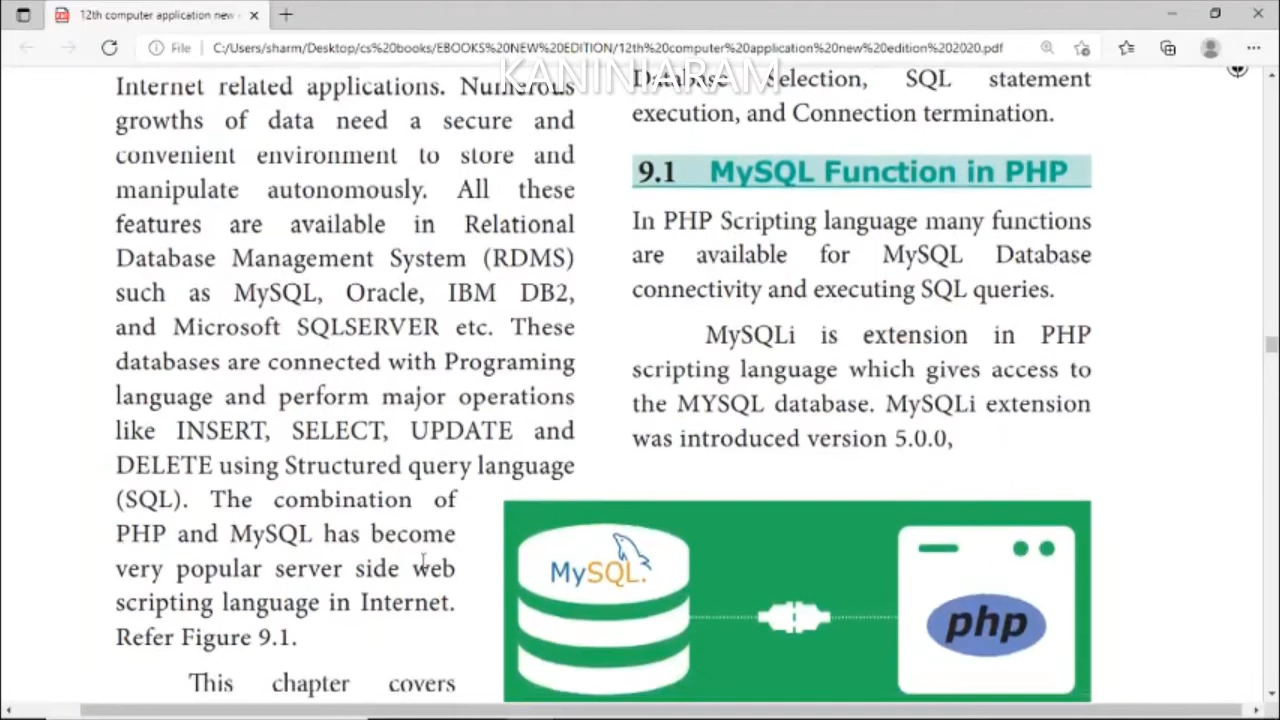 12th computer application new
File
C:/Users/sharm/Desktop/cs%20books/EBOOKS%20NEW%20EDITION/12th%20computer%20application%20new%20edition%202020.pdf
KANINIARAM
Internet related applications. Numerous
growths of data need a secure and
convenient environment to store and
manipulate autonomously. All these
features are available in Relational
Database Management System (RDMS)
such as MySQL, Oracle, IBM DB2,
and Microsoft SQLSERVER etc. These
databases are connected with Programing
language and perform major operations
like INSERT, SELECT, UPDATE and
DELETE using Structured query language
(SQL). The combination of
PHP and MySQL has become
very popular server side web
scripting language in Internet.
Refer Figure 9.1.
This chapter covers
Database Selection, SQL statement
execution, and Connection termination.
9.1 MySQL Function in PHP
In PHP Scripting language many functions
are available for MySQL Database
connectivity and executing SQL queries.
MySQLi is extension in PHP
scripting language which gives access to
the MYSQL database. MySQLi extension
was introduced version 5.0.0,
MySQL.
php